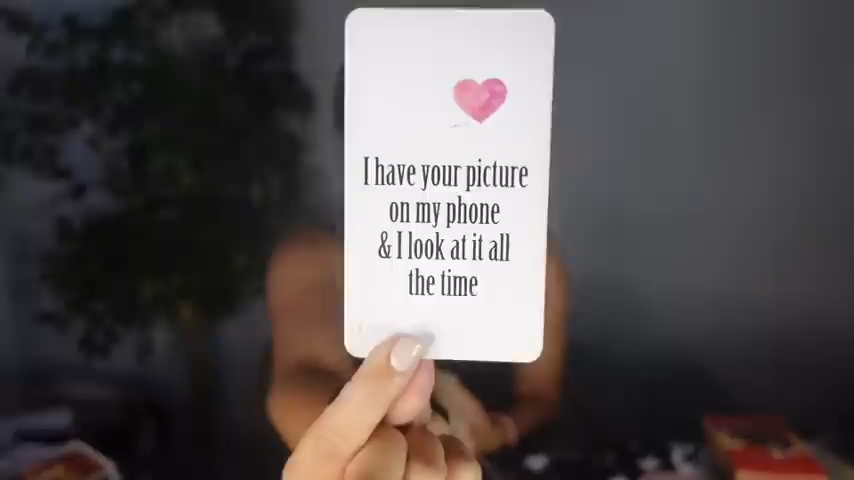 I have your picture
on my phone
& I look at it all
the time